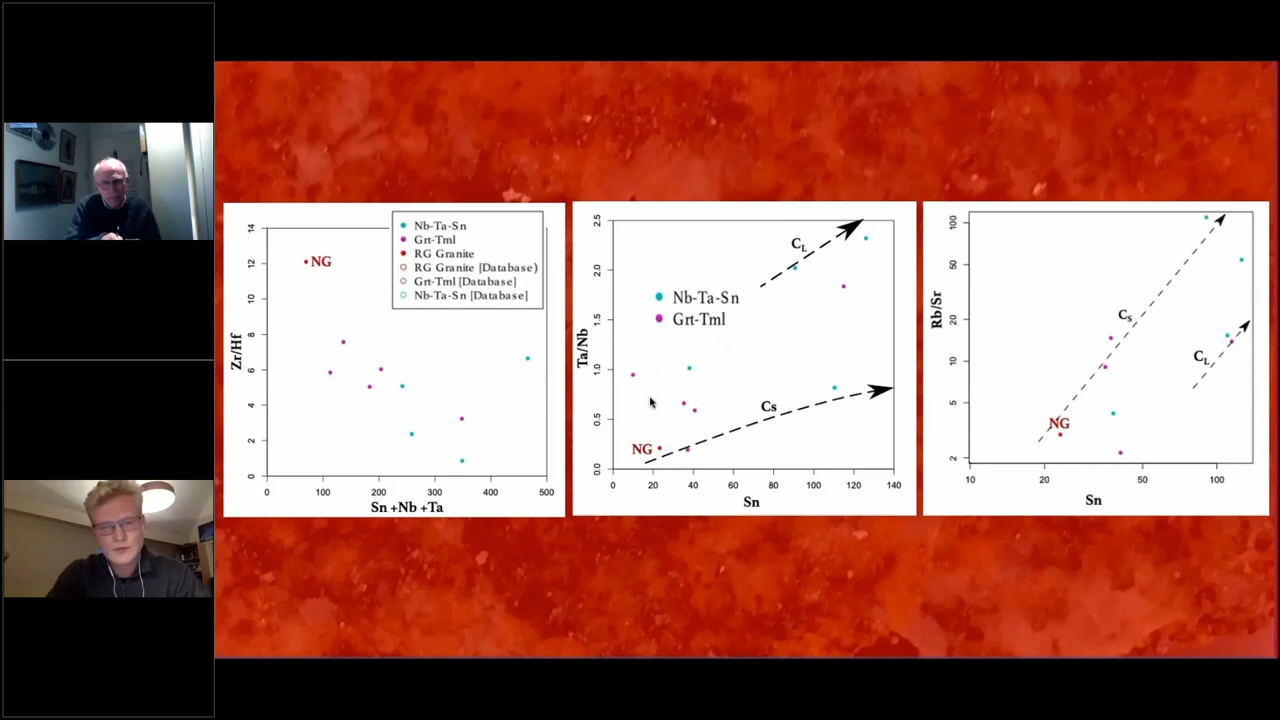 14
12
10
8
6
4
2
0
0 100 200 300 400 500
Zr/Hf
Sn +Nb +Ta
NG
Nb-Ta-Sn
Grt-Tml
RG Granite
RG Granite [Database]
Grt-Tml [Database]
Nb-Ta-Sn [Database]
2.5
2.0
1.5
1.0
0.5
0.0
0 20 40 60 80 100 120 140
Ta/Nb
Sn
CL
Nb-Ta-Sn
Grt-Tml
Cs
NG
100
50
20
10
5
2
10 20 50 100
Rb/Sr
Sn
CS
CL
NG